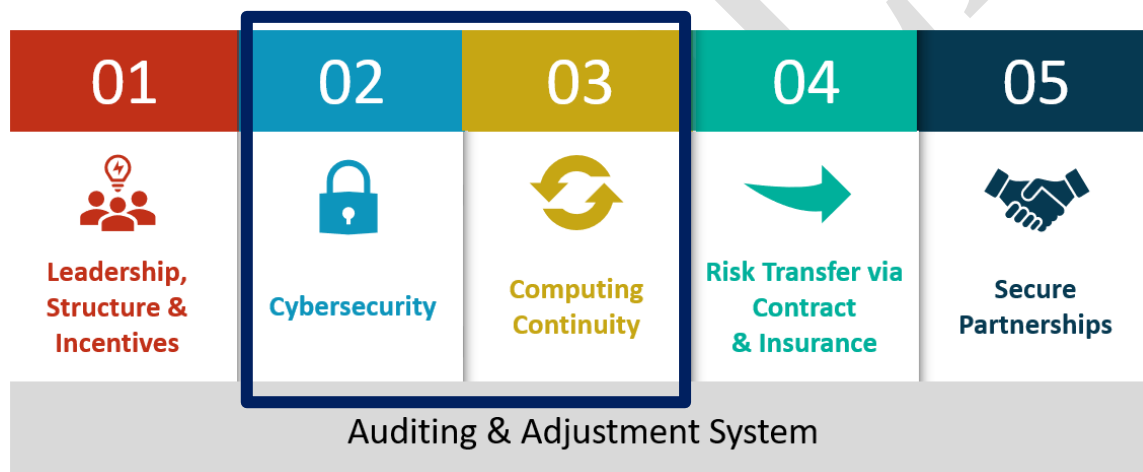 01
02
03
04
05
Leadership,
Structure &
Incentives
Cybersecurity
Computing
Continuity
Risk Transfer via
Contract
& Insurance
Secure
Partnerships
Auditing & Adjustment System